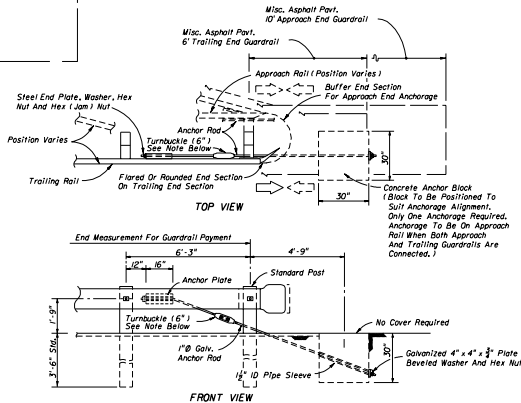 Misc. Asphalt Pavt.
10' Approach End Guardrail
Misc. Asphalt Pavt.
6' Trailing End Guardrail
Approach Rail (Position Varies)
Buffer End Section
For Approach End Anchorage
Steel End Plate, Washer, Hex
Nut And Hex (Jam) Nut
Anchor Rod
Turnbuckle (6")
See Note Below
Position Varies
Trailing Rail
Flared Or Rounded End Section
On Trailing End Section
30"
30"
TOP VIEW
Concrete Anchor Block
(Block To Be Positioned To
Suit Anchorage Alignment.
Only One Anchorage Required.
Anchorage To Be On Approach
Rail When Both Approach
And Trailing Guardrails Are
Connected.)
End Measurement For Guardrail Payment
6'-3"
4'-9"
12"
16"
Anchor Plate
Standard Post
1'-9"
Turnbuckle (6")
See Note Below
No Cover Required
3'-6" Std.
1"Ø Galv.
Anchor Rod
1½" ID Pipe Sleeve
30"
Galvanized 4" x 4" x ¾" Plate
Beveled Washer And Hex Nut
FRONT VIEW